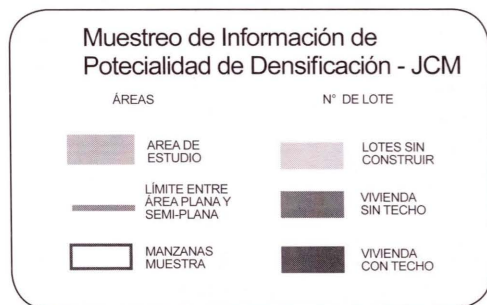 Muestreo de Información de
Potecialidad de Densificación - JCM
ÁREAS
AREA DE
ESTUDIO
LÍMITE ENTRE
ÁREA PLANA Y
SEMI-PLANA
MANZANAS
MUESTRA
N° DE LOTE
LOTES SIN
CONSTRUIR
VIVIENDA
SIN TECHO
VIVIENDA
CON TECHO